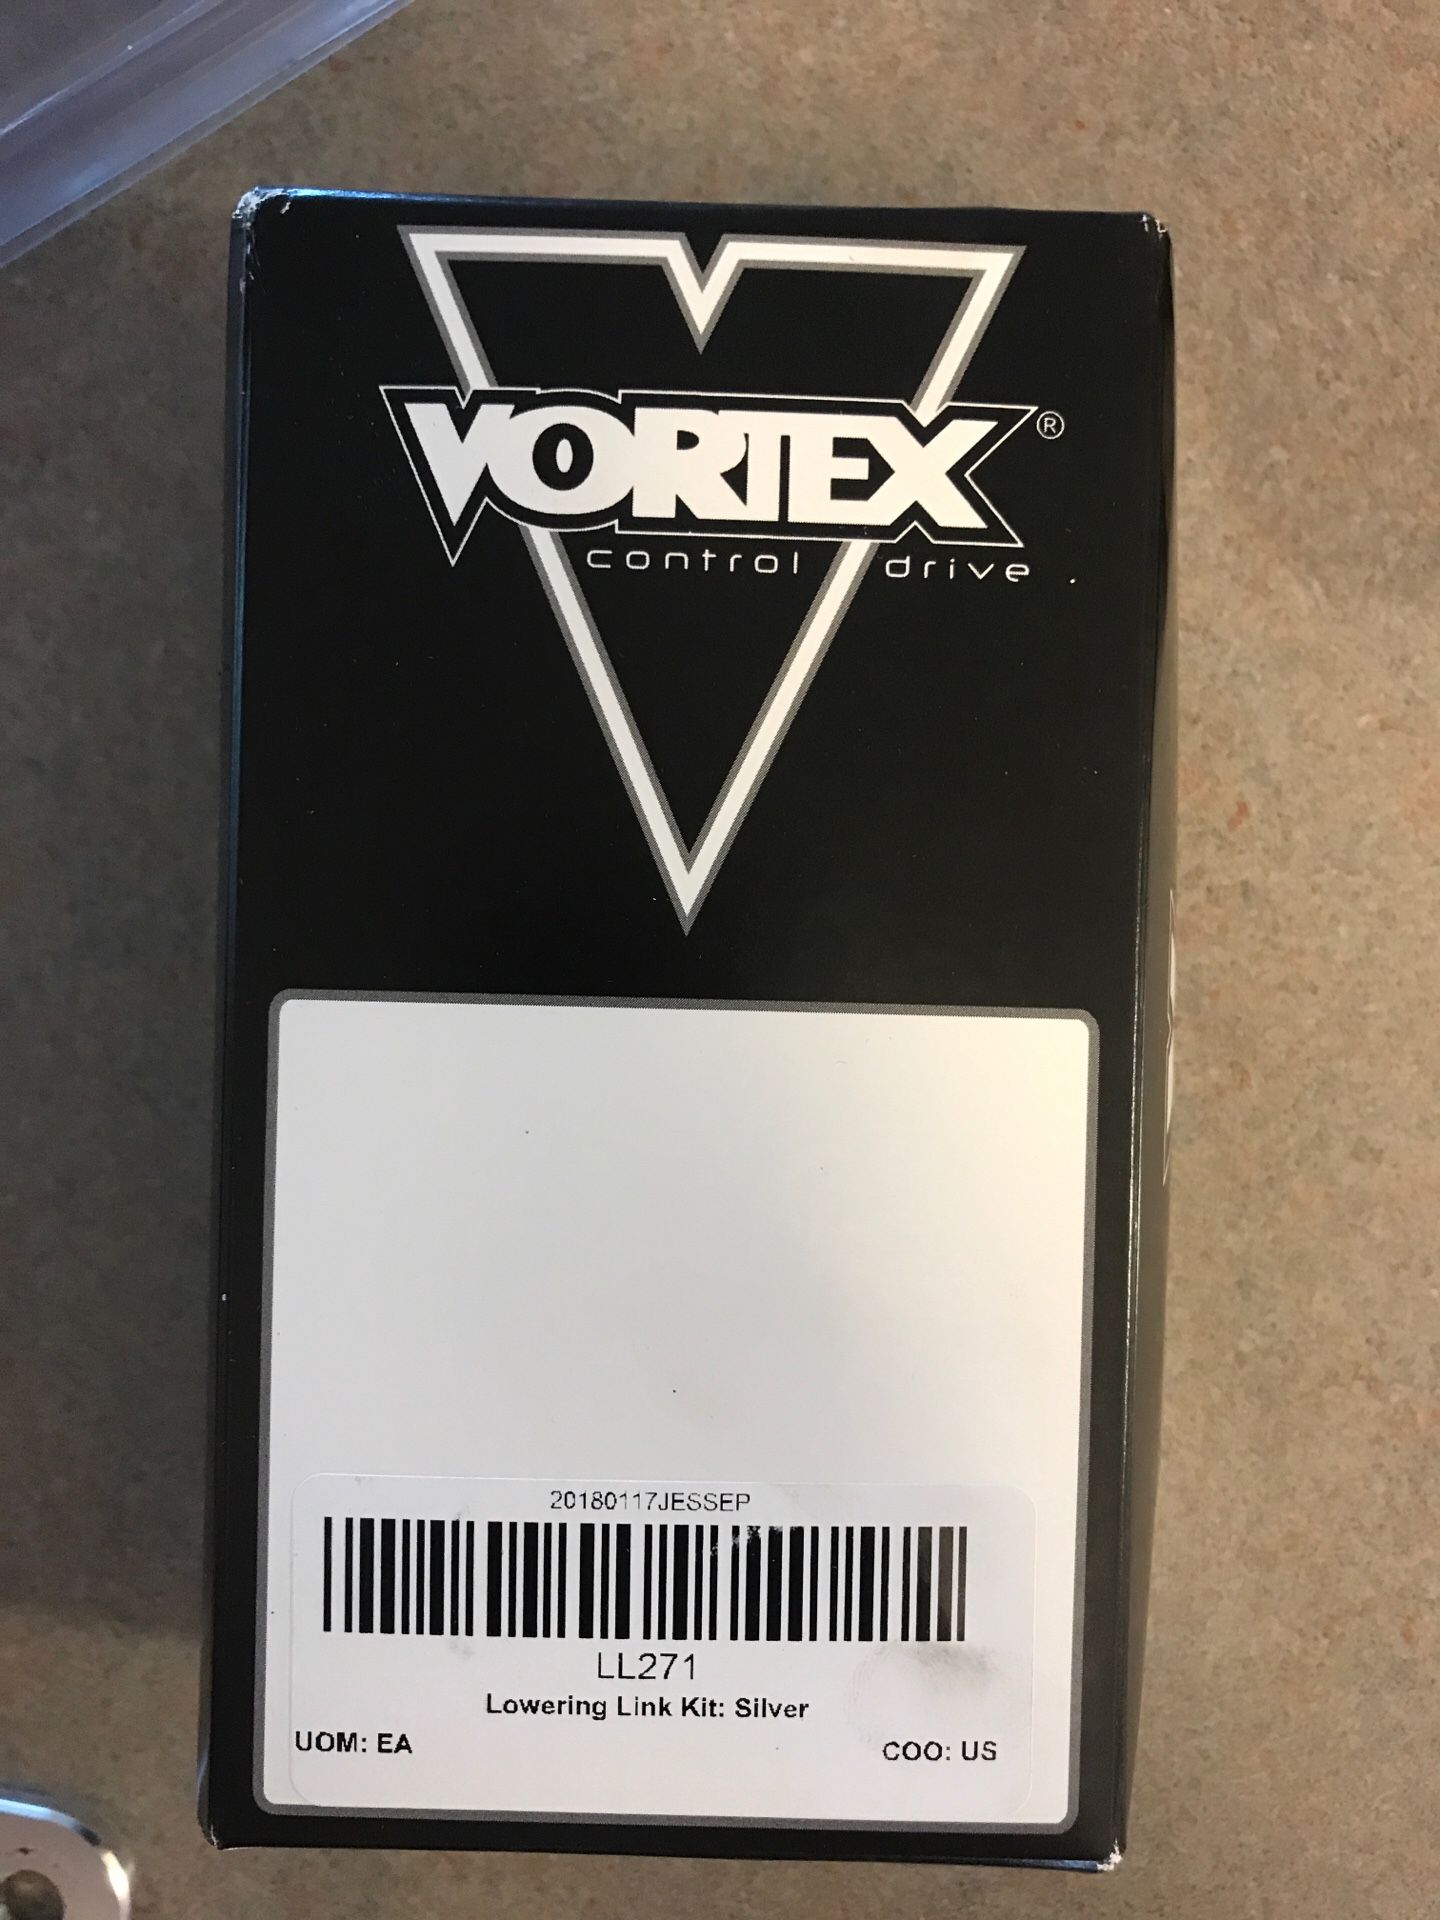 VORTEX®
control drive
20180117JESSEP
LL271
Lowering Link Kit: Silver
UOM: EA
COO: US